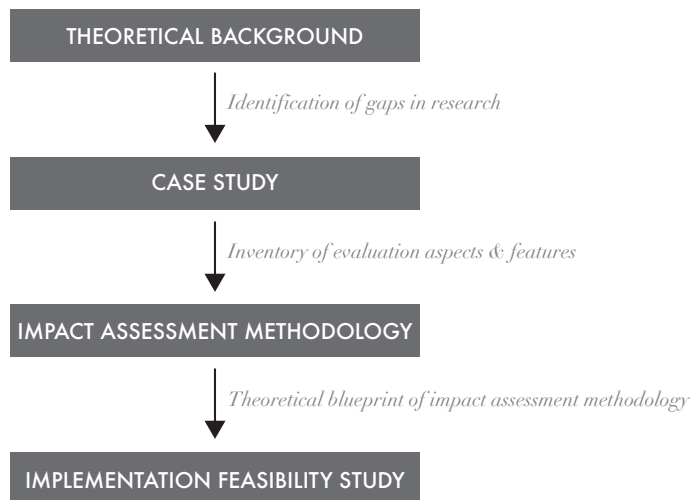 THEORETICAL BACKGROUND
Identification of gaps in research
CASE STUDY
Inventory of evaluation aspects & features
IMPACT ASSESSMENT METHODOLOGY
Theoretical blueprint of impact assessment methodology
IMPLEMENTATION FEASIBILITY STUDY